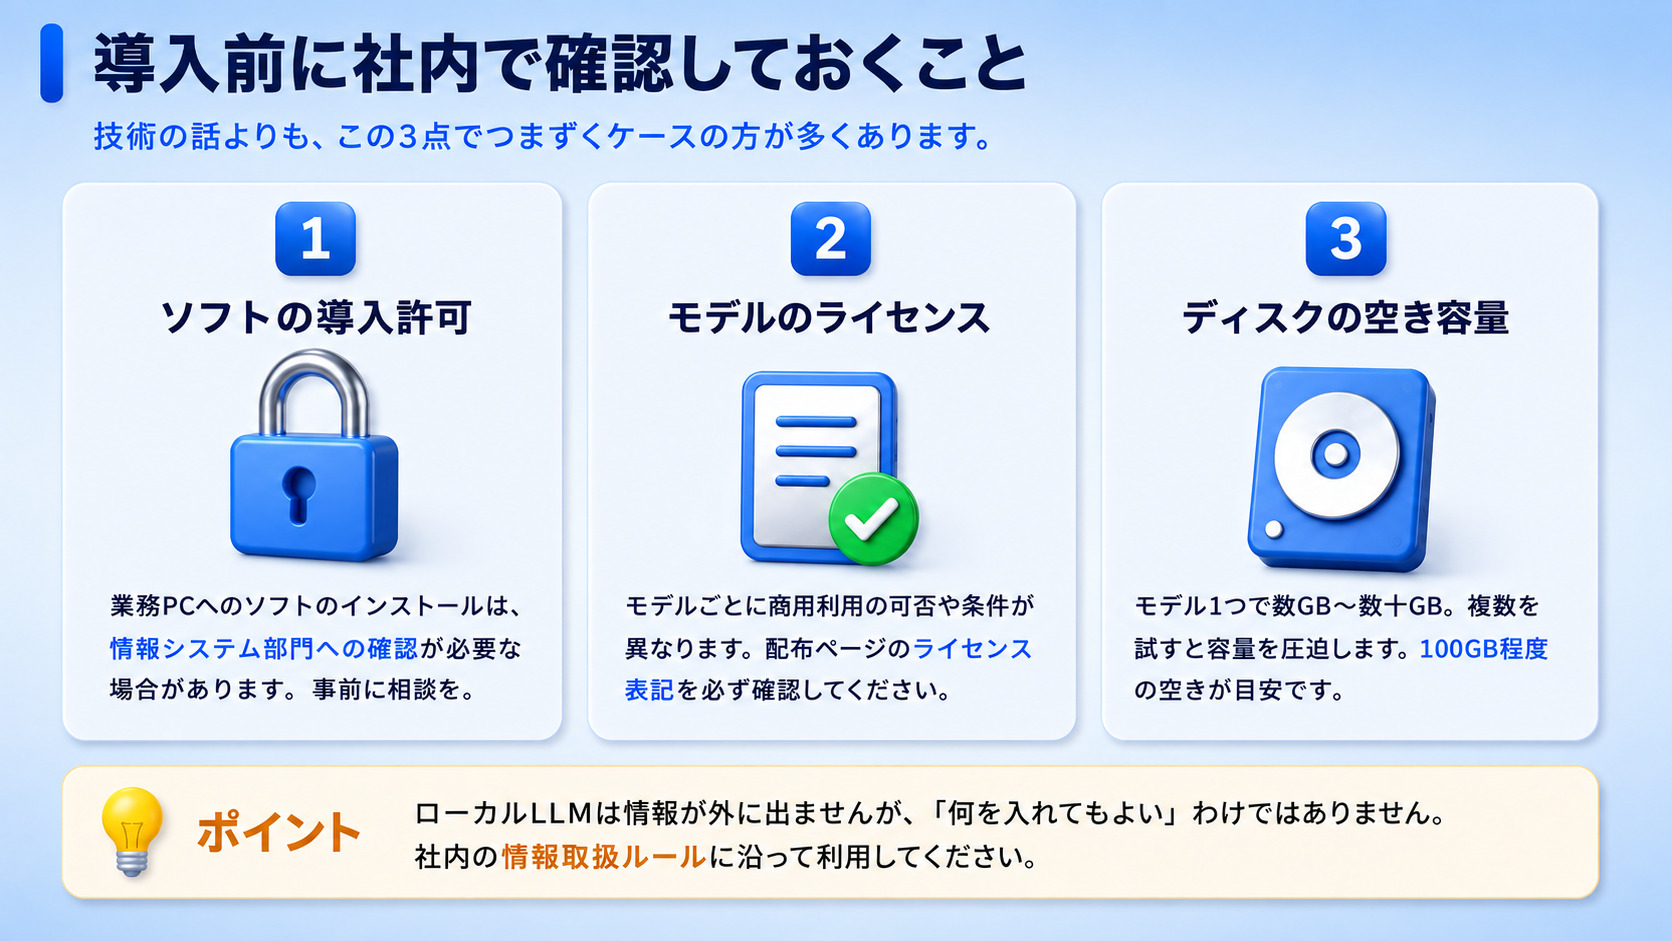 導入前に社内で確認しておくこと
技術の話よりも、この3点でつまずくケースの方が多くあります。
1
ソフトの導入許可
業務PCへのソフトのインストールは、
情報システム部門への確認が必要な
場合があります。事前に相談を。
2
モデルのライセンス
モデルごとに商用利用の可否や条件が
異なります。配布ページのライセンス
表記を必ず確認してください。
3
ディスクの空き容量
モデル1つで数GB〜数十GB。複数を
試すと容量を圧迫します。100GB程度
の空きが目安です。
ポイント
ローカルLLMは情報が外に出ませんが、「何を入れてもよい」わけではありません。
社内の情報取扱ルールに沿って利用してください。